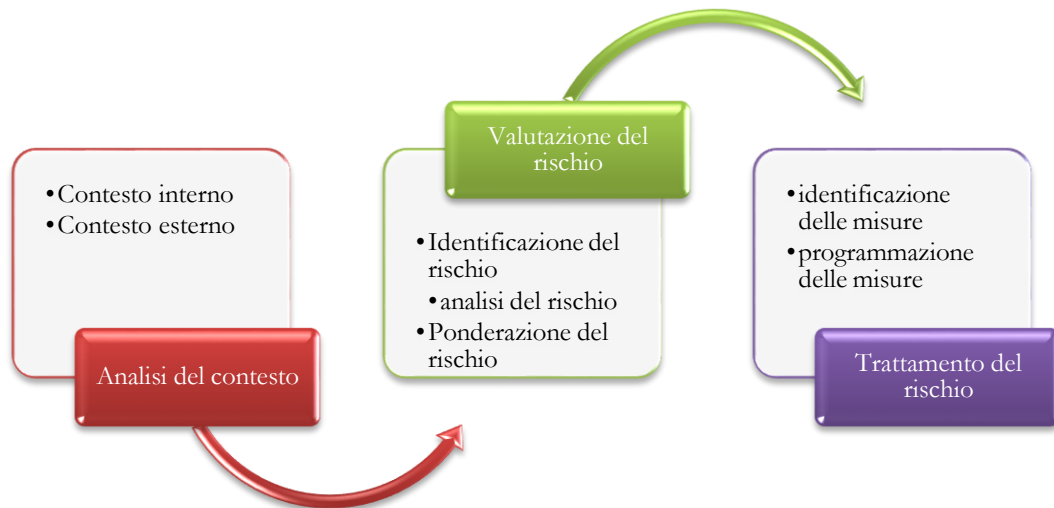 •Contesto interno
•Contesto esterno
Analisi del contesto
Valutazione del
rischio
•Identificazione del
rischio
•analisi del rischio
•Ponderazione del
rischio
•identificazione
delle misure
•programmazione
delle misure
Trattamento del
rischio